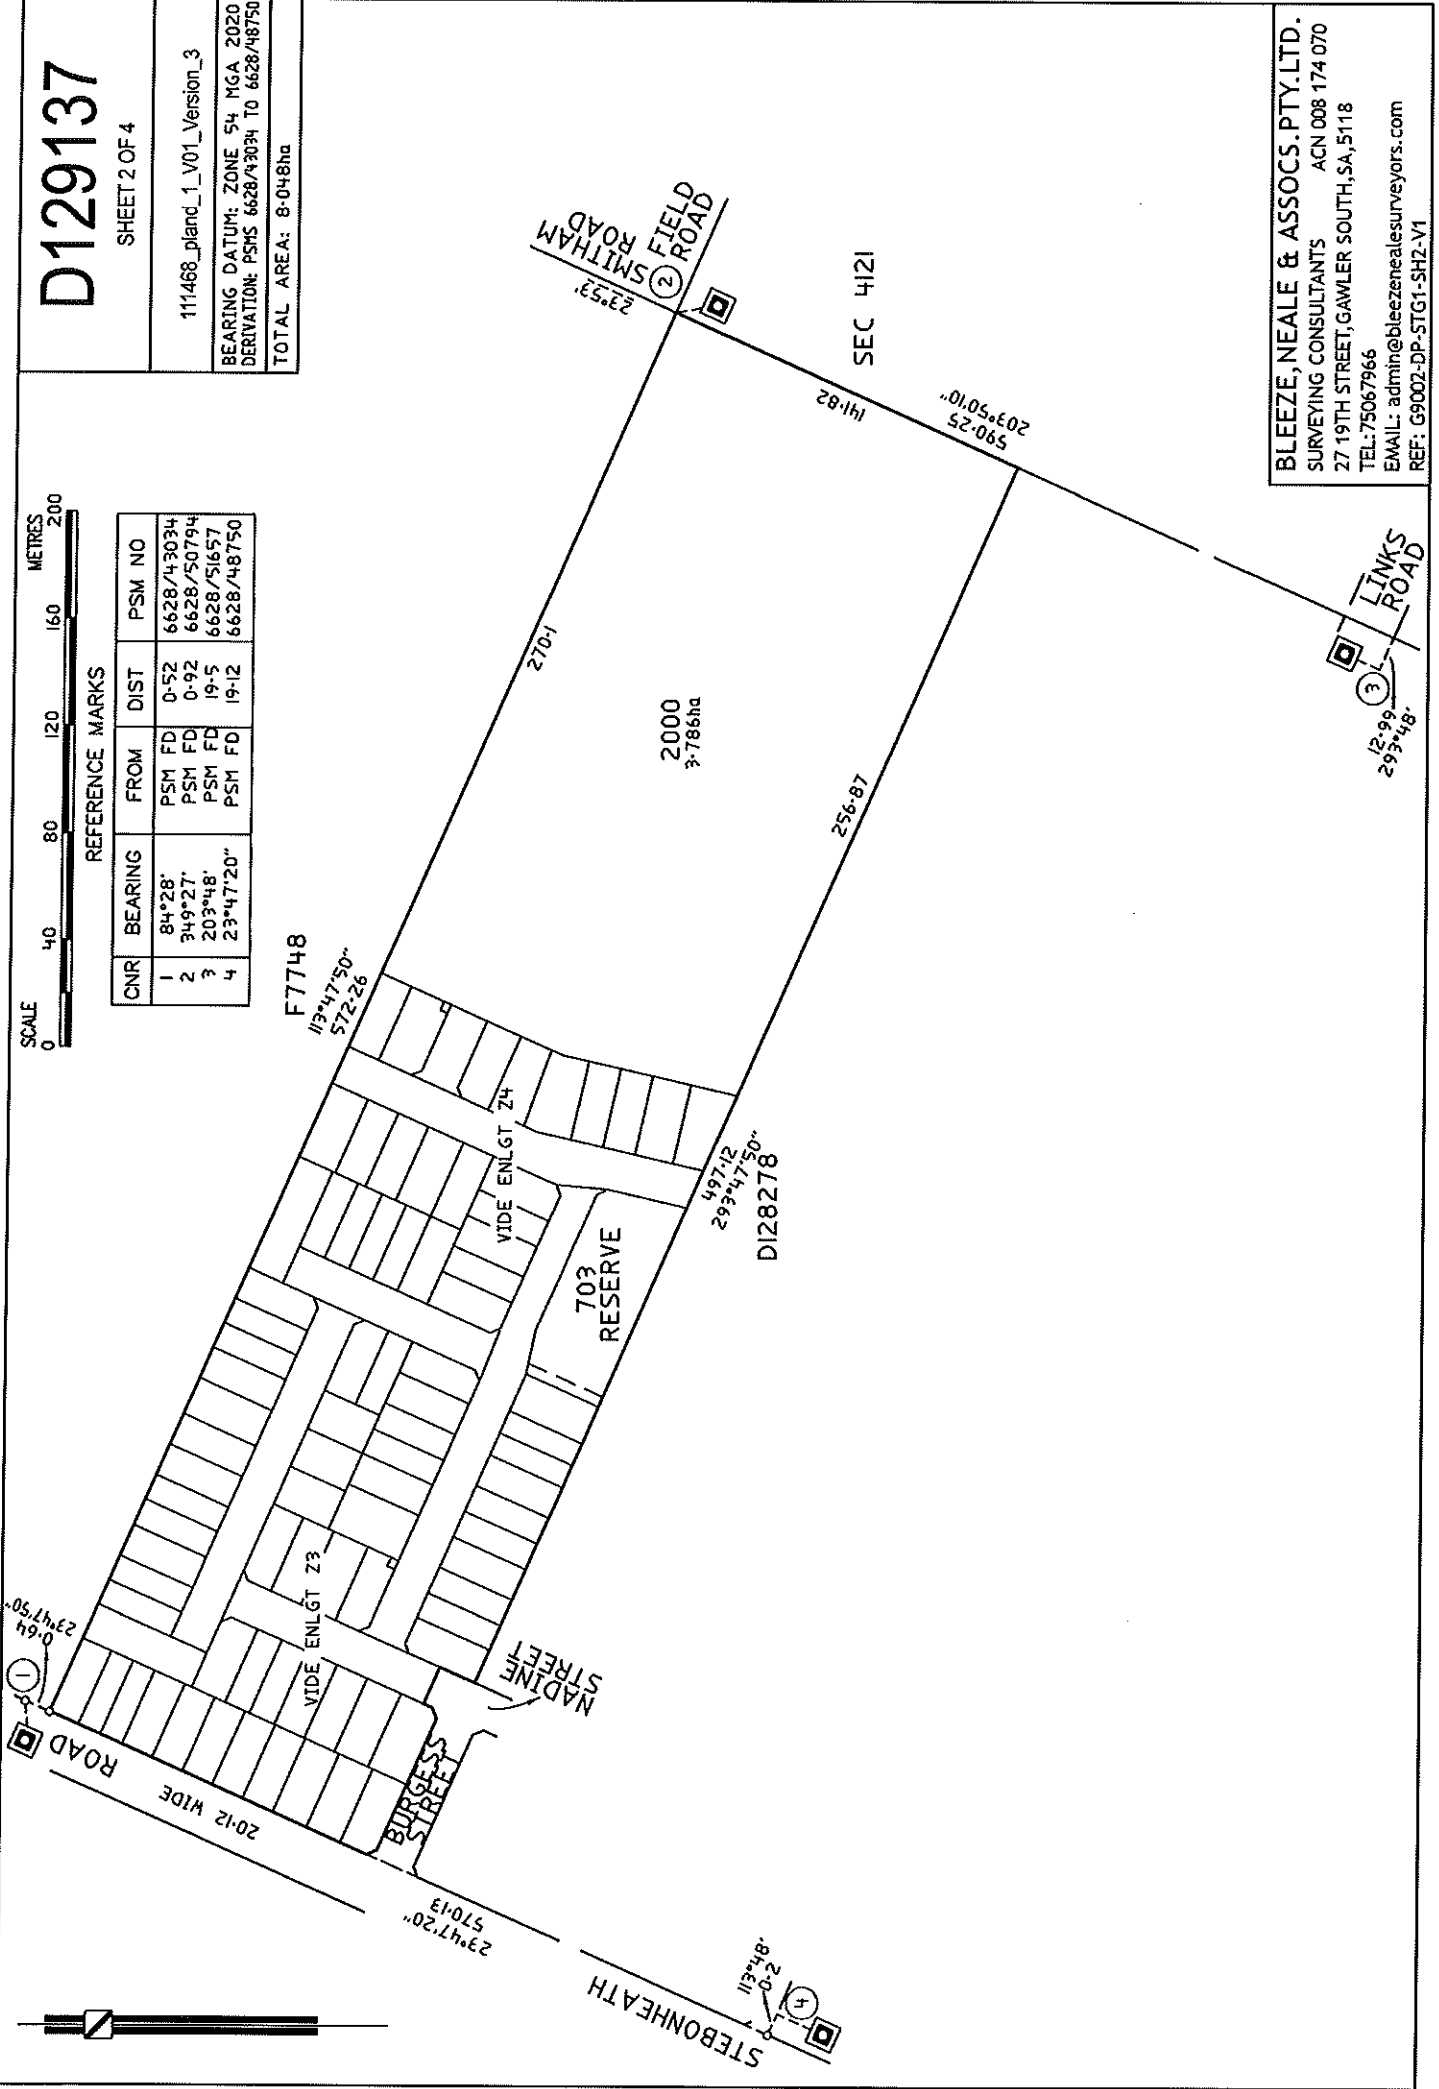 D129137
SHEET 2 OF 4
111468_pland_1_V01_Version_3
BEARING DATUM: ZONE 54 MGA 2020
DERIVATION: PSMS 6628/43034 TO 6628/48750
TOTAL AREA: 8·048ha
SCALE METRES
0 40 80 120 160 200
REFERENCE MARKS
CNR BEARING FROM DIST PSM NO
1 84°28' PSM FD 0·52 6628/43034
2 349°27' PSM FD 0·92 6628/50794
3 203°48' PSM FD 19·5 6628/51657
4 23°47'20" PSM FD 19·12 6628/48750
1
0·64
23°47'50"
STEBONHEATH ROAD
20·12 WIDE
23°47'20"
570·13
113°48'
0·2
4
BURGESS
STREET
NADINE
STREET
VIDE ENLGT Z3
VIDE ENLGT Z4
F7748
113°47'50"
572·26
703
RESERVE
497·12
293°47'50"
D128278
270·1
2000
3·786ha
256·87
SMITHAM
ROAD
23°53'
2
FIELD
ROAD
SEC 4121
141·82
590·25
203°50'10"
LINKS
ROAD
3
12·99
293°48'
BLEEZE,NEALE & ASSOCS.PTY.LTD.
SURVEYING CONSULTANTS ACN 008 174 070
27 19TH STREET,GAWLER SOUTH,SA,5118
TEL:75067966
EMAIL: admin@bleezenealesurveyors.com
REF: G9002-DP-STG1-SH2-V1